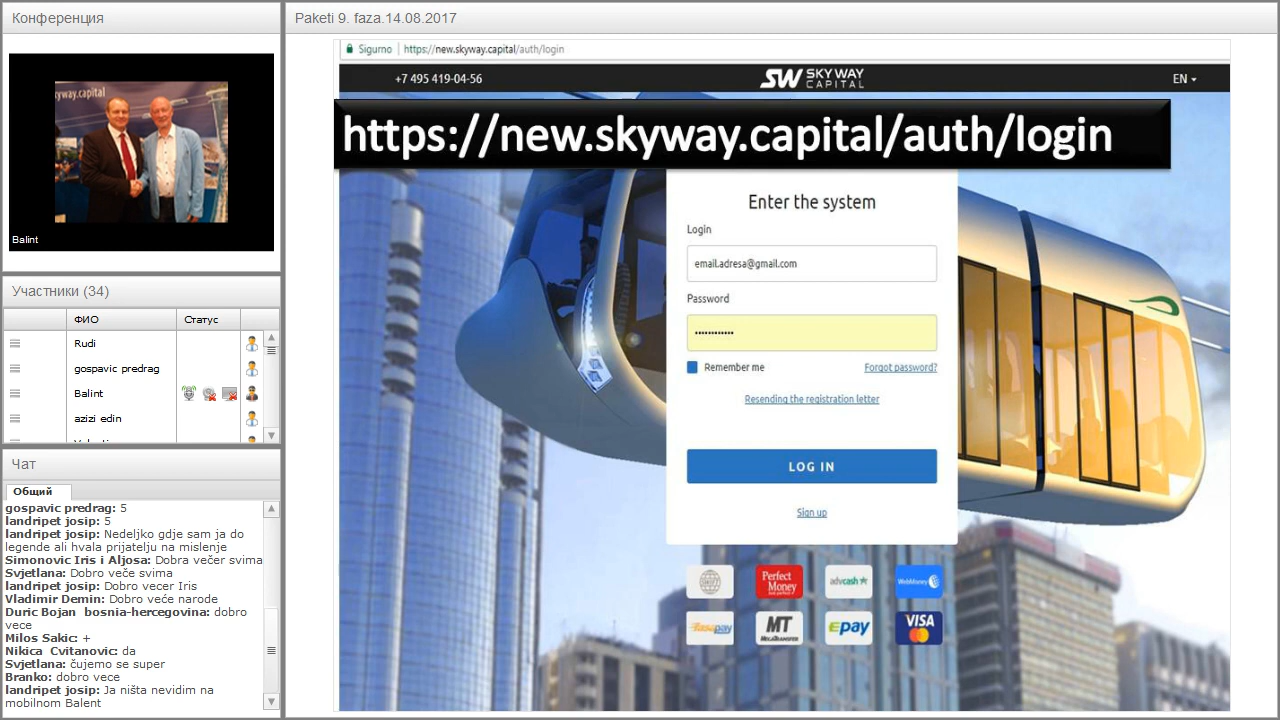 Конференция
skyway.capital
Balint
Участники (34)
ФИО
Статус
Rudi
gospavic predrag
Balint
azizi edin
Чат
Общий
gospavic predrag: 5
landripet josip: 5
landripet josip: Nedeljko gdje sam ja do
legende ali hvala prijatelju na mislenje
Simonovic Iris i Aljosa: Dobra večer svima
Svjetlana: Dobro veče svima
landripet josip: Dobro vecer Iris
Vladimir Demin: Dobro veče narode
Duric Bojan bosnia-hercegovina: dobro
vece
Milos Sakic: +
Nikica Cvitanovic: da
Svjetlana: čujemo se super
Branko: dobro vece
landripet josip: Ja ništa nevidim na
mobilnom Balent
Paketi 9. faza.14.08.2017
Sigurno https://new.skyway.capital/auth/login
+7 495 419-04-56
SW SKY WAY
CAPITAL
EN
https://new.skyway.capital/auth/login
Enter the system
Login
email.adresa@gmail.com
Password
••••••••••••
Remember me
Forgot password?
Resending the registration letter
LOG IN
Sign up
Perfect
Money
advcash
WebMoney
fasapay
MT
MEGATRANSFER
epay
VISA
MasterCard